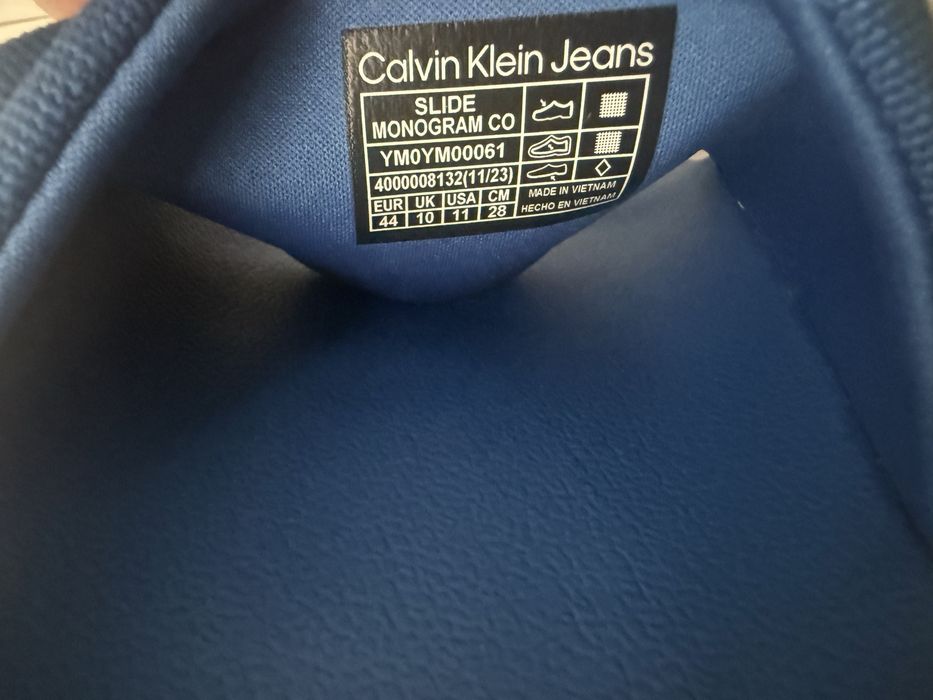 Calvin Klein Jeans
SLIDE
MONOGRAM CO
YM0YM00061
4000008132(11/23)
EUR UK USA CM
44 10 11 28
MADE IN VIETNAM
HECHO EN VIETNAM